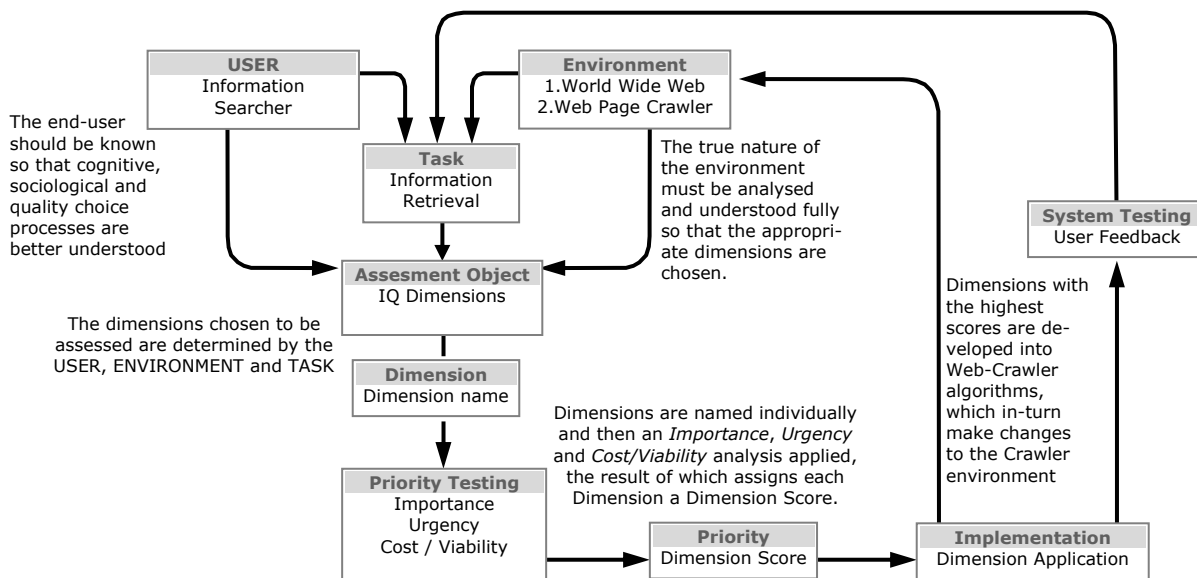 USER
Information
Searcher
Environment
1.World Wide Web
2.Web Page Crawler
The end-user
should be known
so that cognitive,
sociological and
quality choice
processes are
better understood
Task
Information
Retrieval
The true nature of
the environment
must be analysed
and understood fully
so that the appropri-
ate dimensions are
chosen.
System Testing
User Feedback
Assesment Object
IQ Dimensions
The dimensions chosen to be
assessed are determined by the
USER, ENVIRONMENT and TASK
Dimension
Dimension name
Dimensions with
the highest
scores are de-
veloped into
Web-Crawler
algorithms,
which in-turn
make changes
to the Crawler
environment
Dimensions are named individually
and then an Importance, Urgency
and Cost/Viability analysis applied,
the result of which assigns each
Dimension a Dimension Score.
Priority Testing
Importance
Urgency
Cost / Viability
Priority
Dimension Score
Implementation
Dimension Application